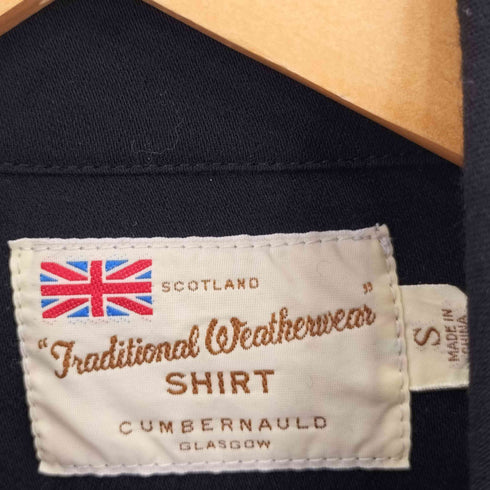 SCOTLAND
"Traditional Weatherwear"
SHIRT
CUMBERNAULD
GLASGOW
S
MADE IN
CHINA